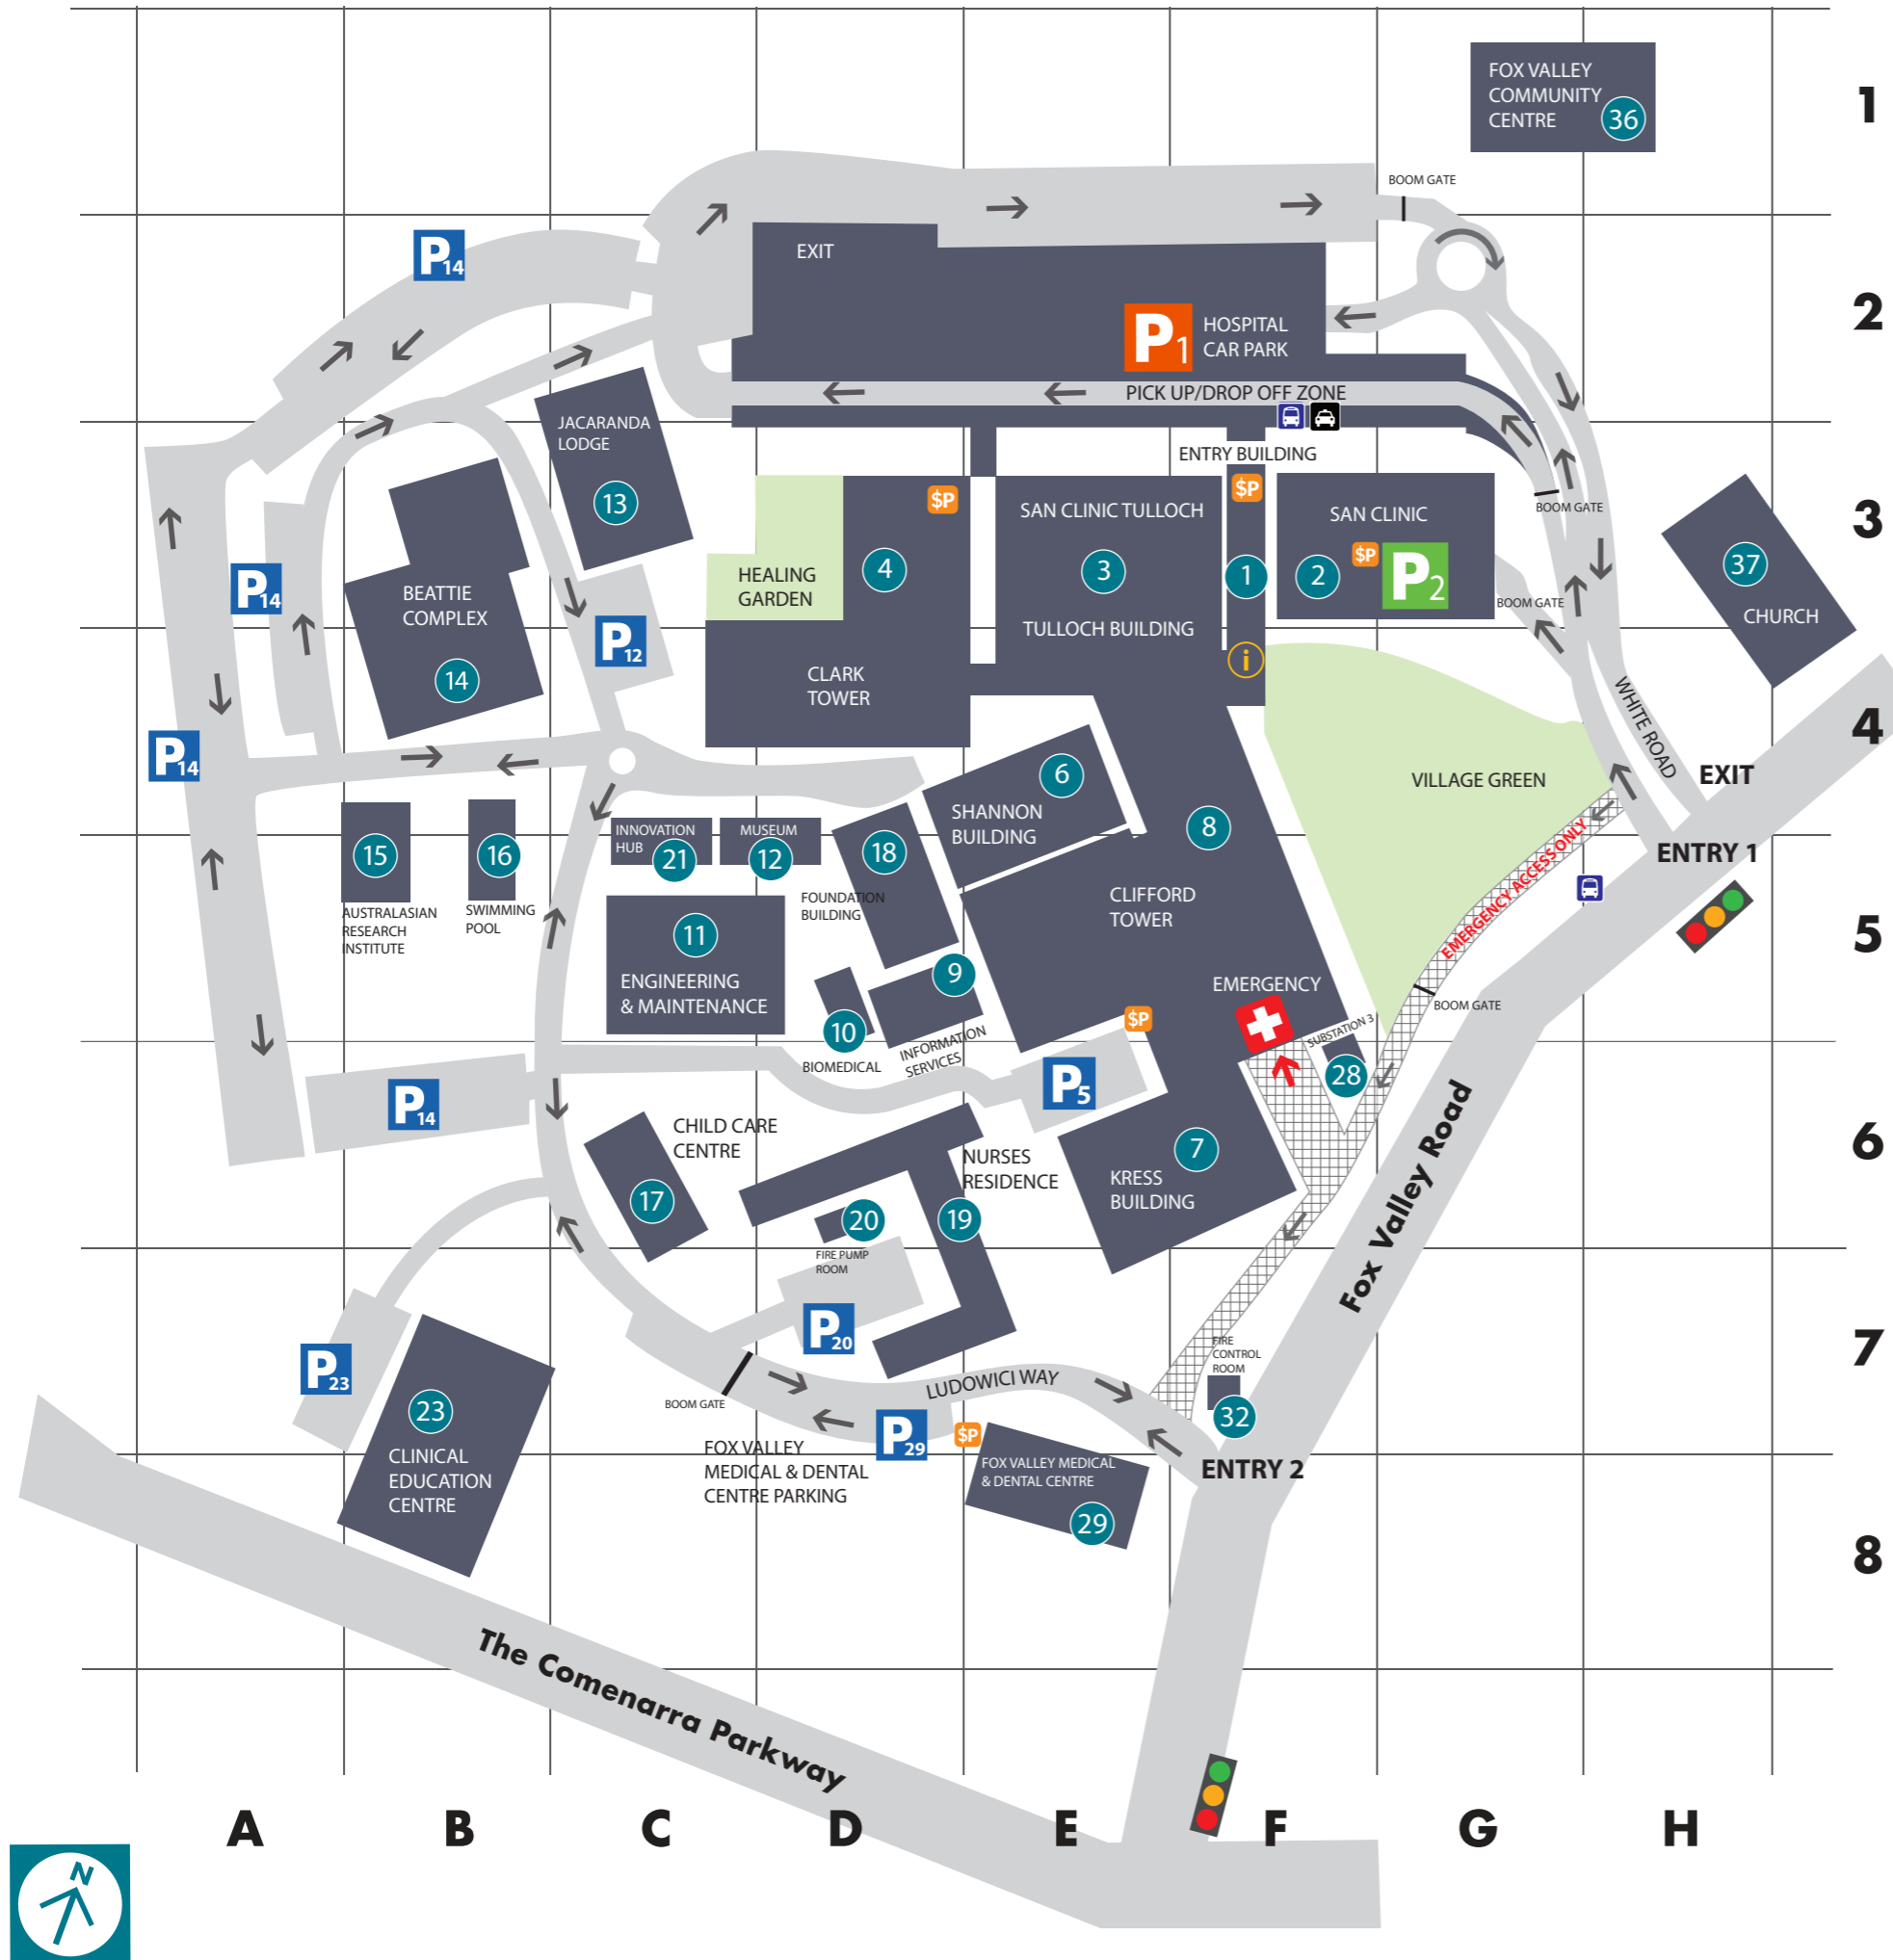 FOX VALLEY
COMMUNITY
CENTRE
36
1
BOOM GATE
P14
EXIT
P1
HOSPITAL
CAR PARK
2
PICK UP/DROP OFF ZONE
JACARANDA
LODGE
13
ENTRY BUILDING
$P
$P
SAN CLINIC TULLOCH
SAN CLINIC
BOOM GATE
3
4
3
1
2
$P
P2
37
CHURCH
P14
HEALING
GARDEN
BEATTIE
COMPLEX
BOOM GATE
TULLOCH BUILDING
P12
i
14
CLARK
TOWER
WHITE ROAD
4
P14
6
VILLAGE GREEN
EXIT
SHANNON
BUILDING
8
INNOVATION
HUB
21
MUSEUM
12
18
15
16
ENTRY 1
EMERGENCY ACCESS ONLY
CLIFFORD
TOWER
FOUNDATION
BUILDING
AUSTRALASIAN
RESEARCH
INSTITUTE
SWIMMING
POOL
11
5
ENGINEERING
& MAINTENANCE
9
EMERGENCY
BOOM GATE
10
$P
SUBSTATION 3
28
BIOMEDICAL
INFORMATION
SERVICES
P5
P14
CHILD CARE
CENTRE
6
NURSES
RESIDENCE
7
KRESS
BUILDING
17
20
19
FIRE PUMP
ROOM
Fox Valley Road
P20
P23
FIRE
CONTROL
ROOM
7
LUDOWICI WAY
BOOM GATE
23
32
P29
$P
FOX VALLEY
MEDICAL & DENTAL
CENTRE PARKING
CLINICAL
EDUCATION
CENTRE
FOX VALLEY MEDICAL
& DENTAL CENTRE
29
ENTRY 2
8
The Comenarra Parkway
A B C D E F G H
N